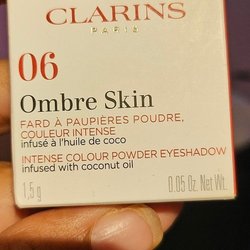 CLARINS
PARIS
06
Ombre Skin
FARD À PAUPIÈRES POUDRE,
COULEUR INTENSE
infusé à l'huile de coco
INTENSE COLOUR POWDER EYESHADOW
infused with coconut oil
1,5 g
0.05 Oz. Net Wt.